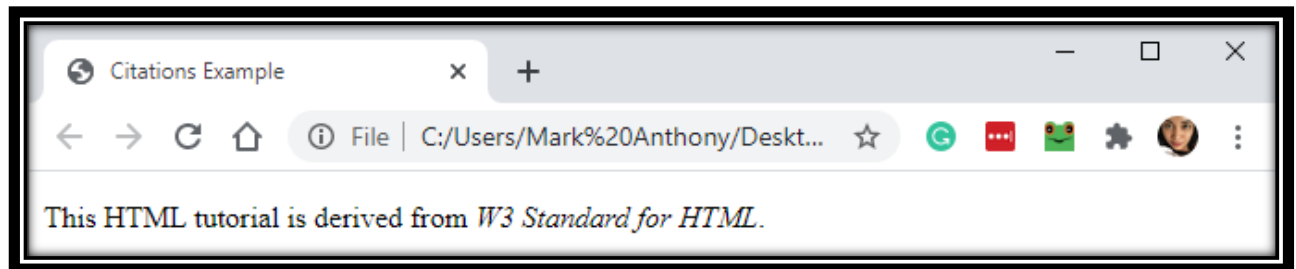 Citations Example
File C:/Users/Mark%20Anthony/Deskt...
This HTML tutorial is derived from W3 Standard for HTML.